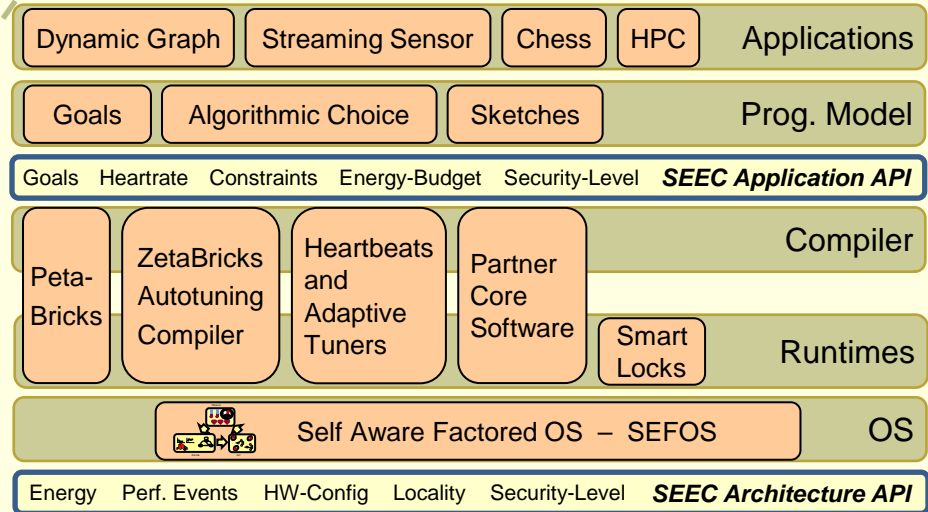 Dynamic Graph Streaming Sensor Chess HPC Applications
Goals Algorithmic Choice Sketches Prog. Model
Goals Heartrate Constraints Energy-Budget Security-Level SEEC Application API
Compiler
Peta-
Bricks
ZetaBricks
Autotuning
Compiler
Heartbeats
and
Adaptive
Tuners
Partner
Core
Software
Smart
Locks
Runtimes
Self Aware Factored OS – SEFOS OS
Energy Perf. Events HW-Config Locality Security-Level SEEC Architecture API